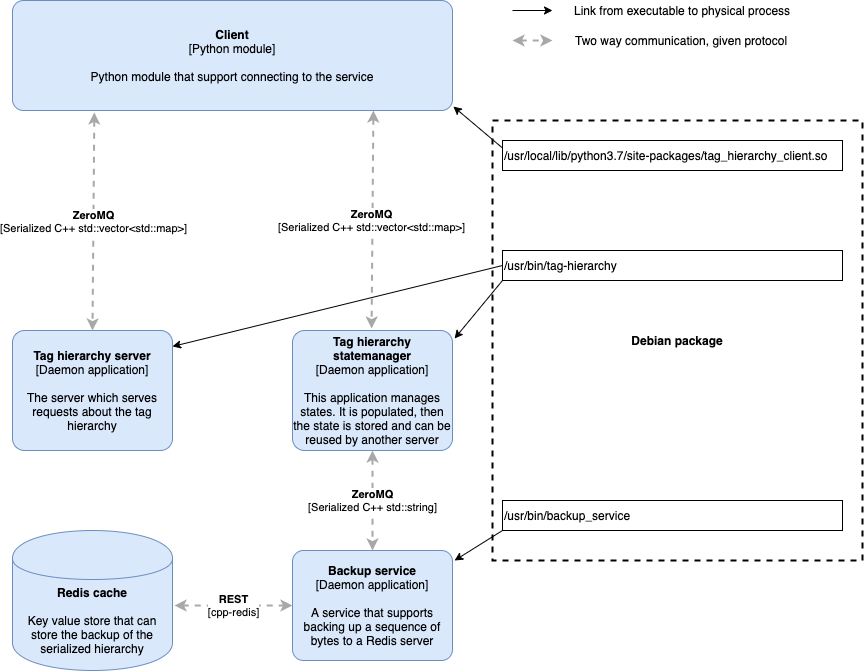 Client
[Python module]
Python module that support connecting to the service
Link from executable to physical process
Two way communication, given protocol
/usr/local/lib/python3.7/site-packages/tag_hierarchy_client.so
ZeroMQ
[Serialized C++ std::vector<std::map>]
ZeroMQ
[Serialized C++ std::vector<std::map>]
/usr/bin/tag-hierarchy
Debian package
Tag hierarchy server
[Daemon application]
The server which serves
requests about the tag
hierarchy
Tag hierarchy
statemanager
[Daemon application]
This application manages
states. It is populated, then
the state is stored and can be
reused by another server
ZeroMQ
[Serialized C++ std::string]
/usr/bin/backup_service
Redis cache
Key value store that can
store the backup of the
serialized hierarchy
REST
[cpp-redis]
Backup service
[Daemon application]
A service that supports
backing up a sequence of
bytes to a Redis server